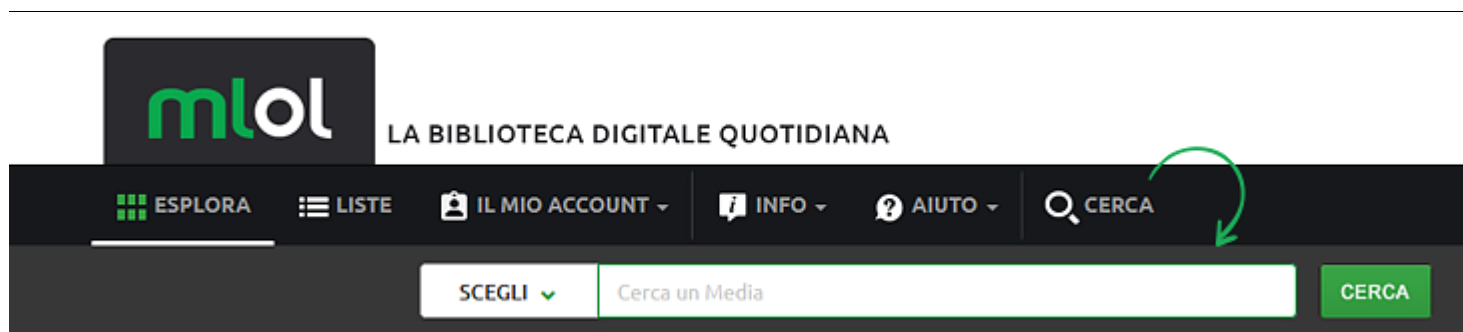 mlol
LA BIBLIOTECA DIGITALE QUOTIDIANA
ESPLORA LISTE IL MIO ACCOUNT INFO AIUTO CERCA
SCEGLI Cerca un Media CERCA